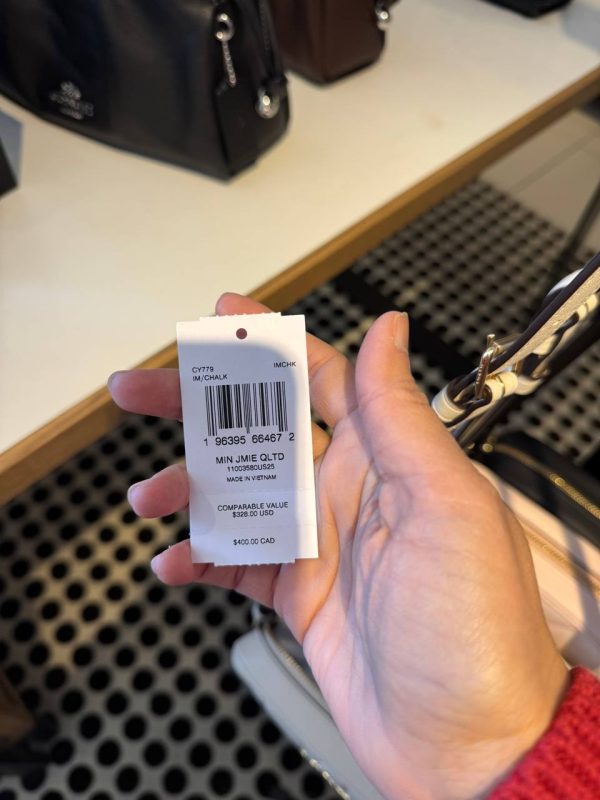 CY779 IMCHK
IM/CHALK
1 96395 66467 2
MIN JMIE QLTD
11003580US25
MADE IN VIETNAM
COMPARABLE VALUE
$328.00 USD
$400.00 CAD